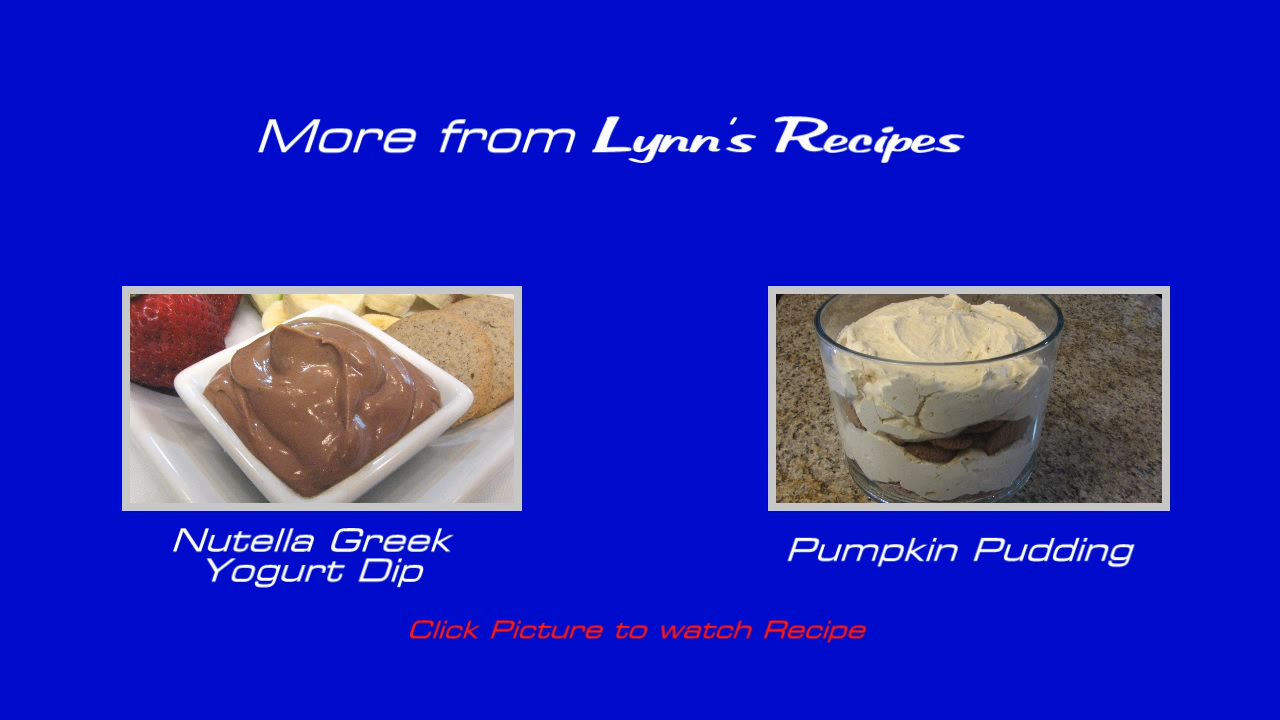 More from Lynn's Recipes
Nutella Greek
Yogurt Dip
Pumpkin Pudding
Click Picture to watch Recipe